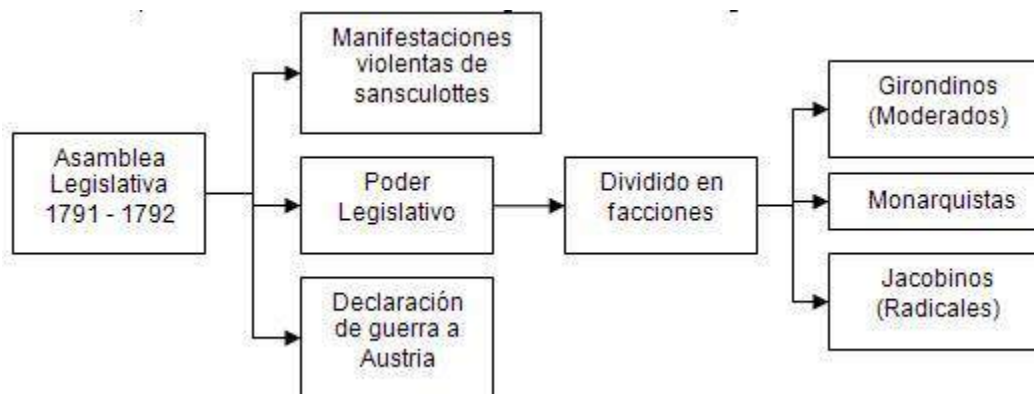 Manifestaciones
violentas de
sansculottes
Asamblea
Legislativa
1791 - 1792
Poder
Legislativo
Declaración
de guerra a
Austria
Dividido en
facciones
Girondinos
(Moderados)
Monarquistas
Jacobinos
(Radicales)